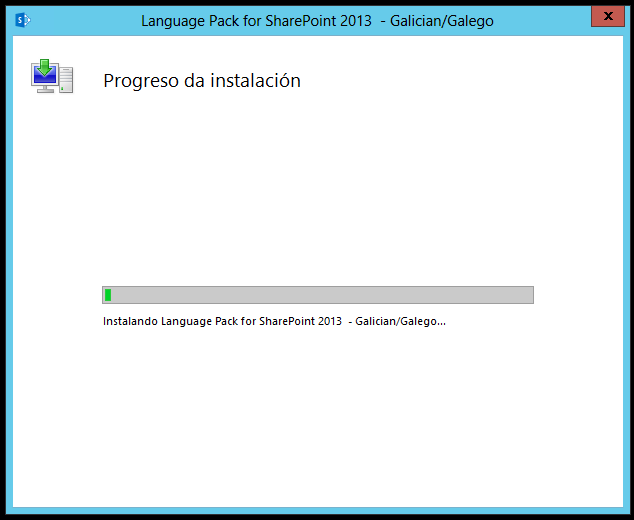 Language Pack for SharePoint 2013 - Galician/Galego
Progreso da instalación
Instalando Language Pack for SharePoint 2013 - Galician/Galego...